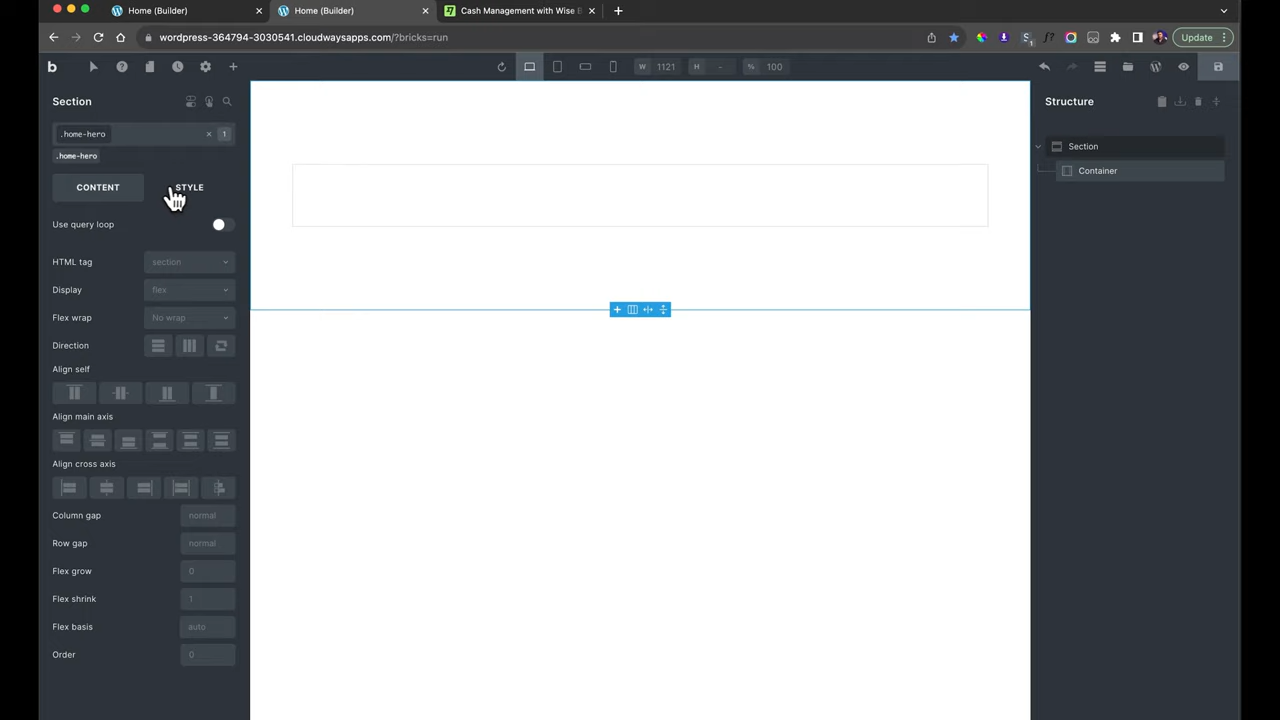 Home (Builder)
Home (Builder)
Cash Management with Wise B
wordpress-364794-3030541.cloudwaysapps.com/?bricks=run
Update
b
W 1121 H - % 100
Section
.home-hero
1
.home-hero
CONTENT
STYLE
Use query loop
HTML tag
section
Display
flex
Flex wrap
No wrap
Direction
Align self
Align main axis
Align cross axis
Column gap
normal
Row gap
normal
Flex grow
0
Flex shrink
1
Flex basis
auto
Order
0
Structure
Section
Container